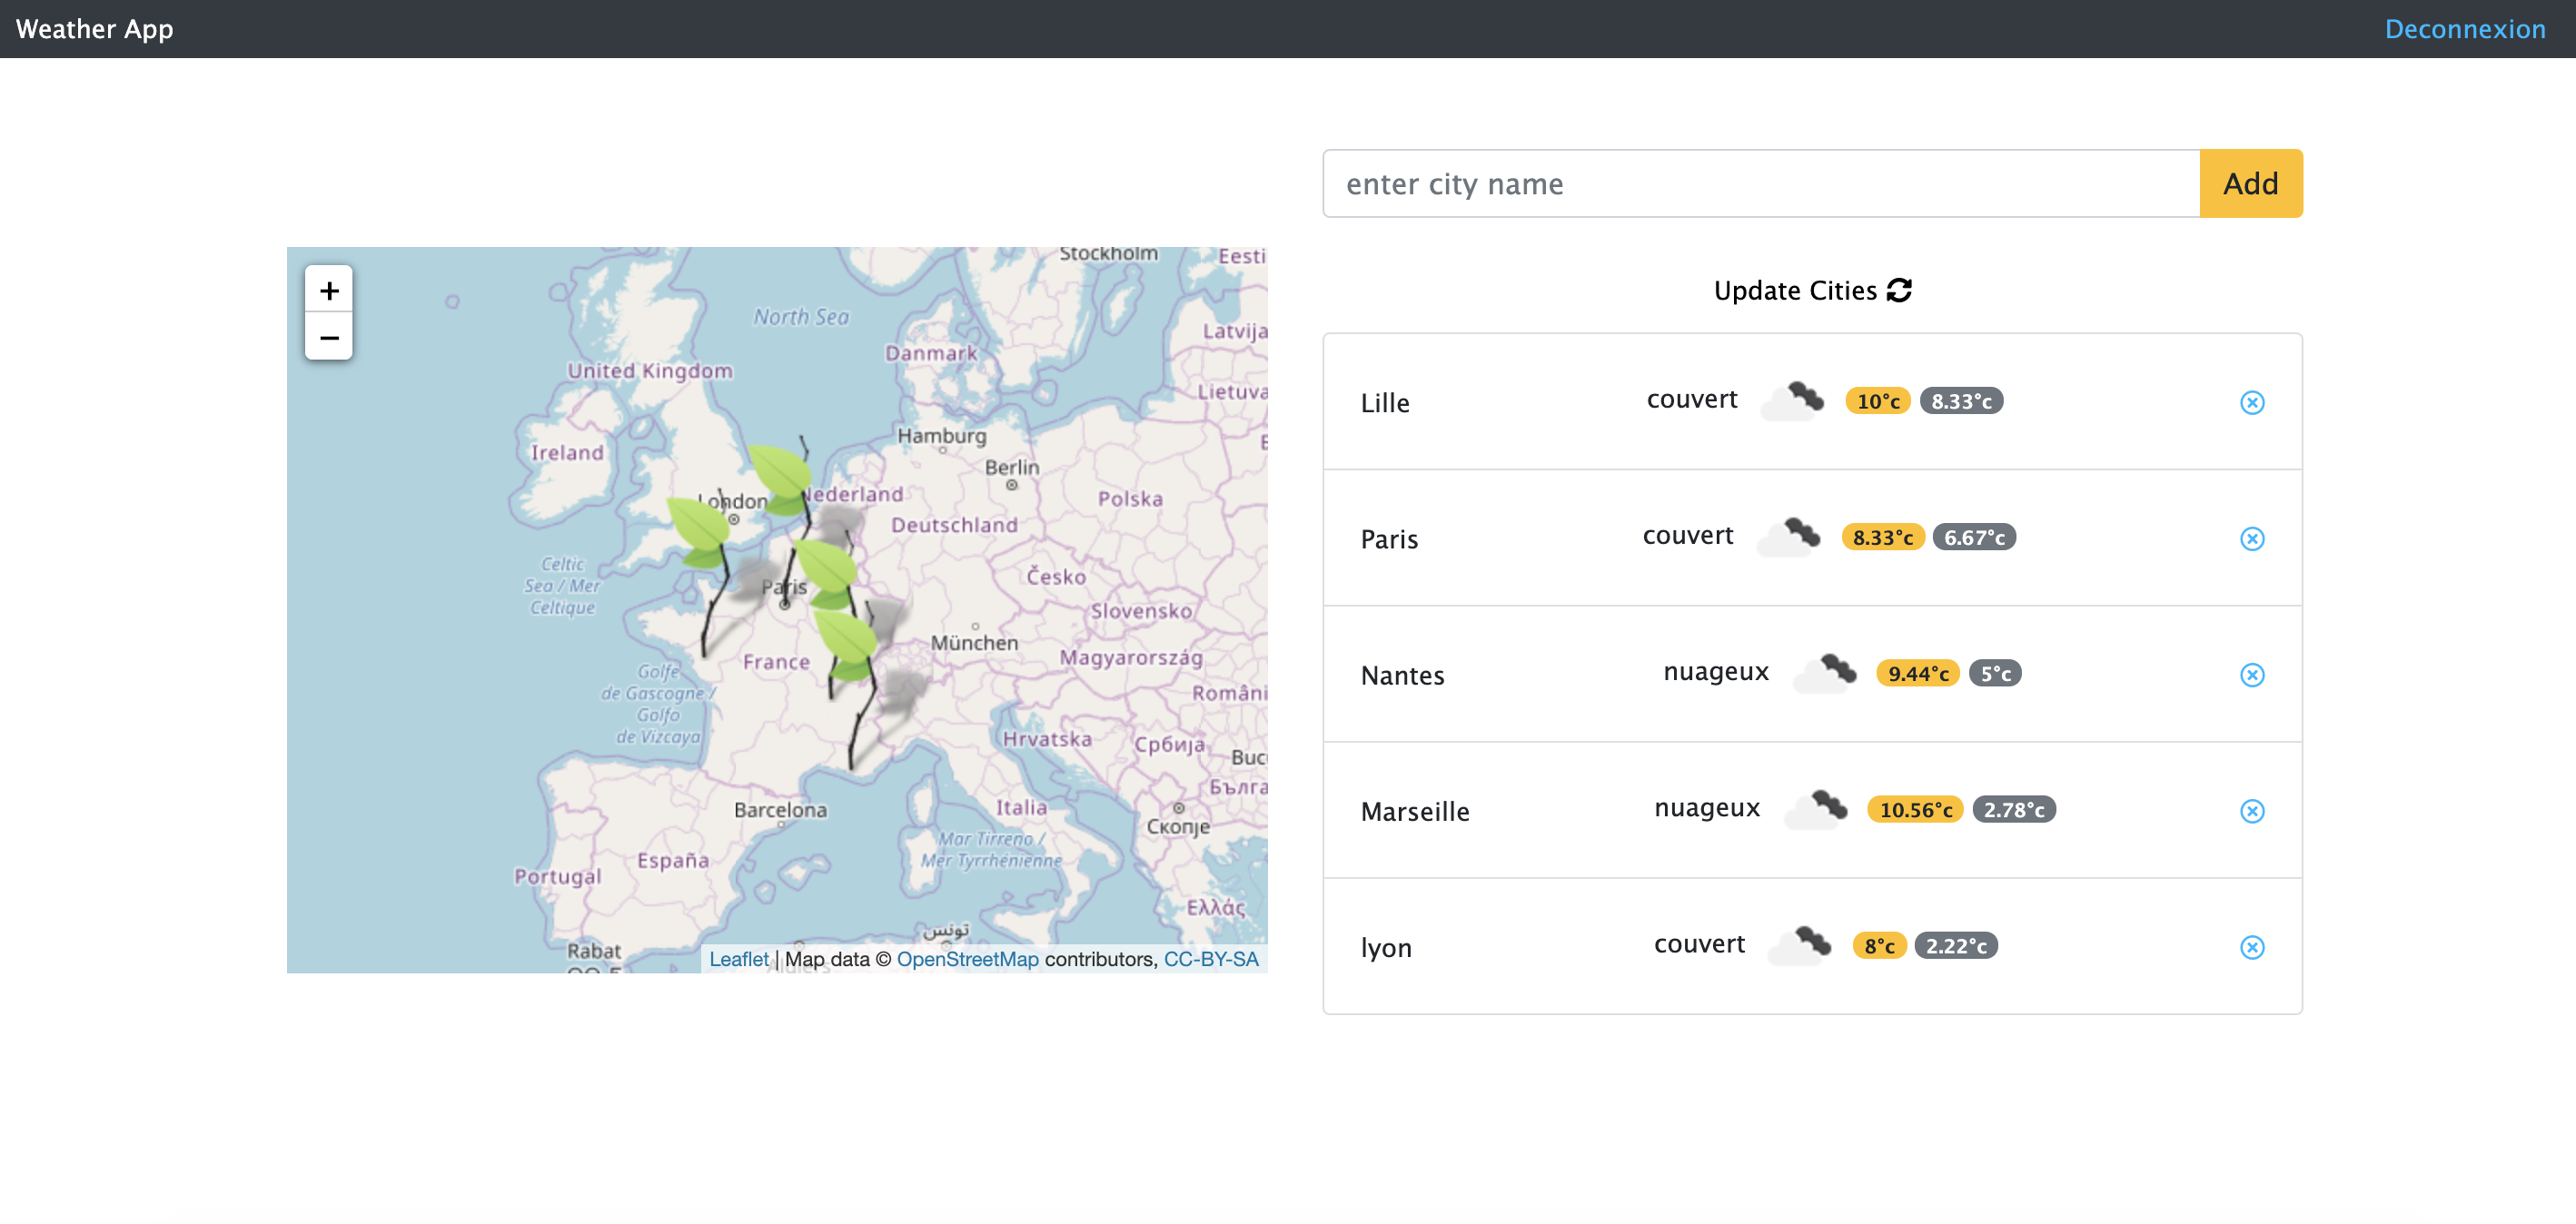 Weather App
Deconnexion
enter city name
Add
Update Cities
Lille
couvert
10°c
8.33°c
Paris
couvert
8.33°c
6.67°c
Nantes
nuageux
9.44°c
5°c
Marseille
nuageux
10.56°c
2.78°c
lyon
couvert
8°c
2.22°c
+
−
Stockholm
Eesti
North Sea
Latvija
Danmark
United Kingdom
Lietuva
Hamburg
Ireland
Berlin
London
Nederland
Polska
Deutschland
Celtic
Sea / Mer
Celtique
Česko
Paris
Slovensko
München
France
Magyarország
Golfe
de Gascogne /
Golfo
de Vizcaya
Români
Hrvatska
Србија
Buc
Бълга
Barcelona
Italia
Скопје
Mar Tirreno /
Mer Tyrrhénienne
España
Portugal
Ελλάς
تونس
Rabat
Algiers
Leaflet | Map data © OpenStreetMap contributors, CC-BY-SA